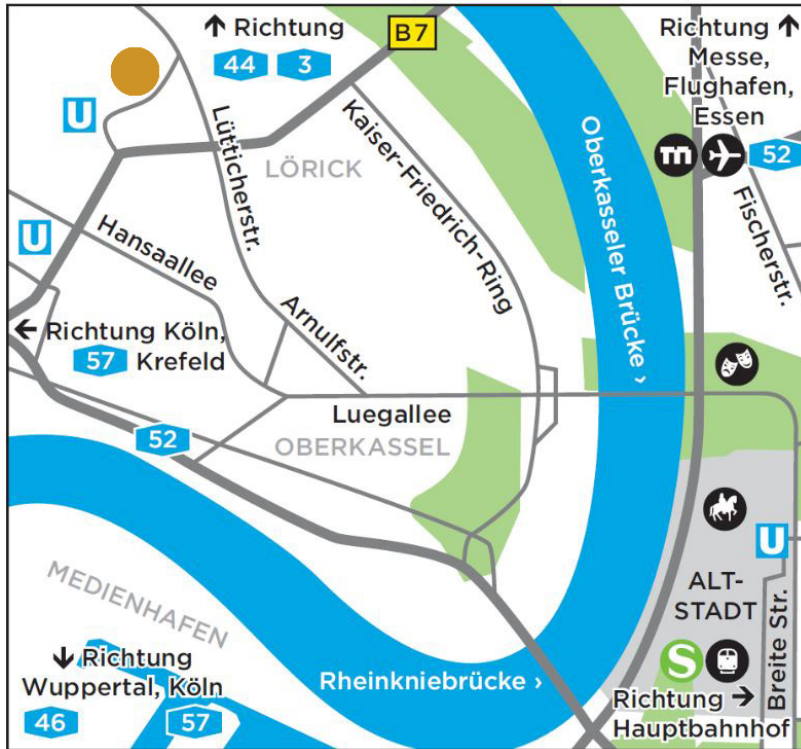 ↑ Richtung
44 3
B7
Richtung ↑
Messe,
Flughafen,
Essen
52
U
Lütticherstr.
LÖRICK
Kaiser-Friedrich-Ring
Oberkasseler Brücke ›
Fischerstr.
U
Hansaallee
Arnulfstr.
← Richtung Köln,
57 Krefeld
Luegallee
OBERKASSEL
52
U
MEDIENHAFEN
ALT-
STADT
Breite Str.
↓ Richtung
Wuppertal, Köln
46 57
Rheinkniebrücke ›
S
Richtung →
Hauptbahnhof